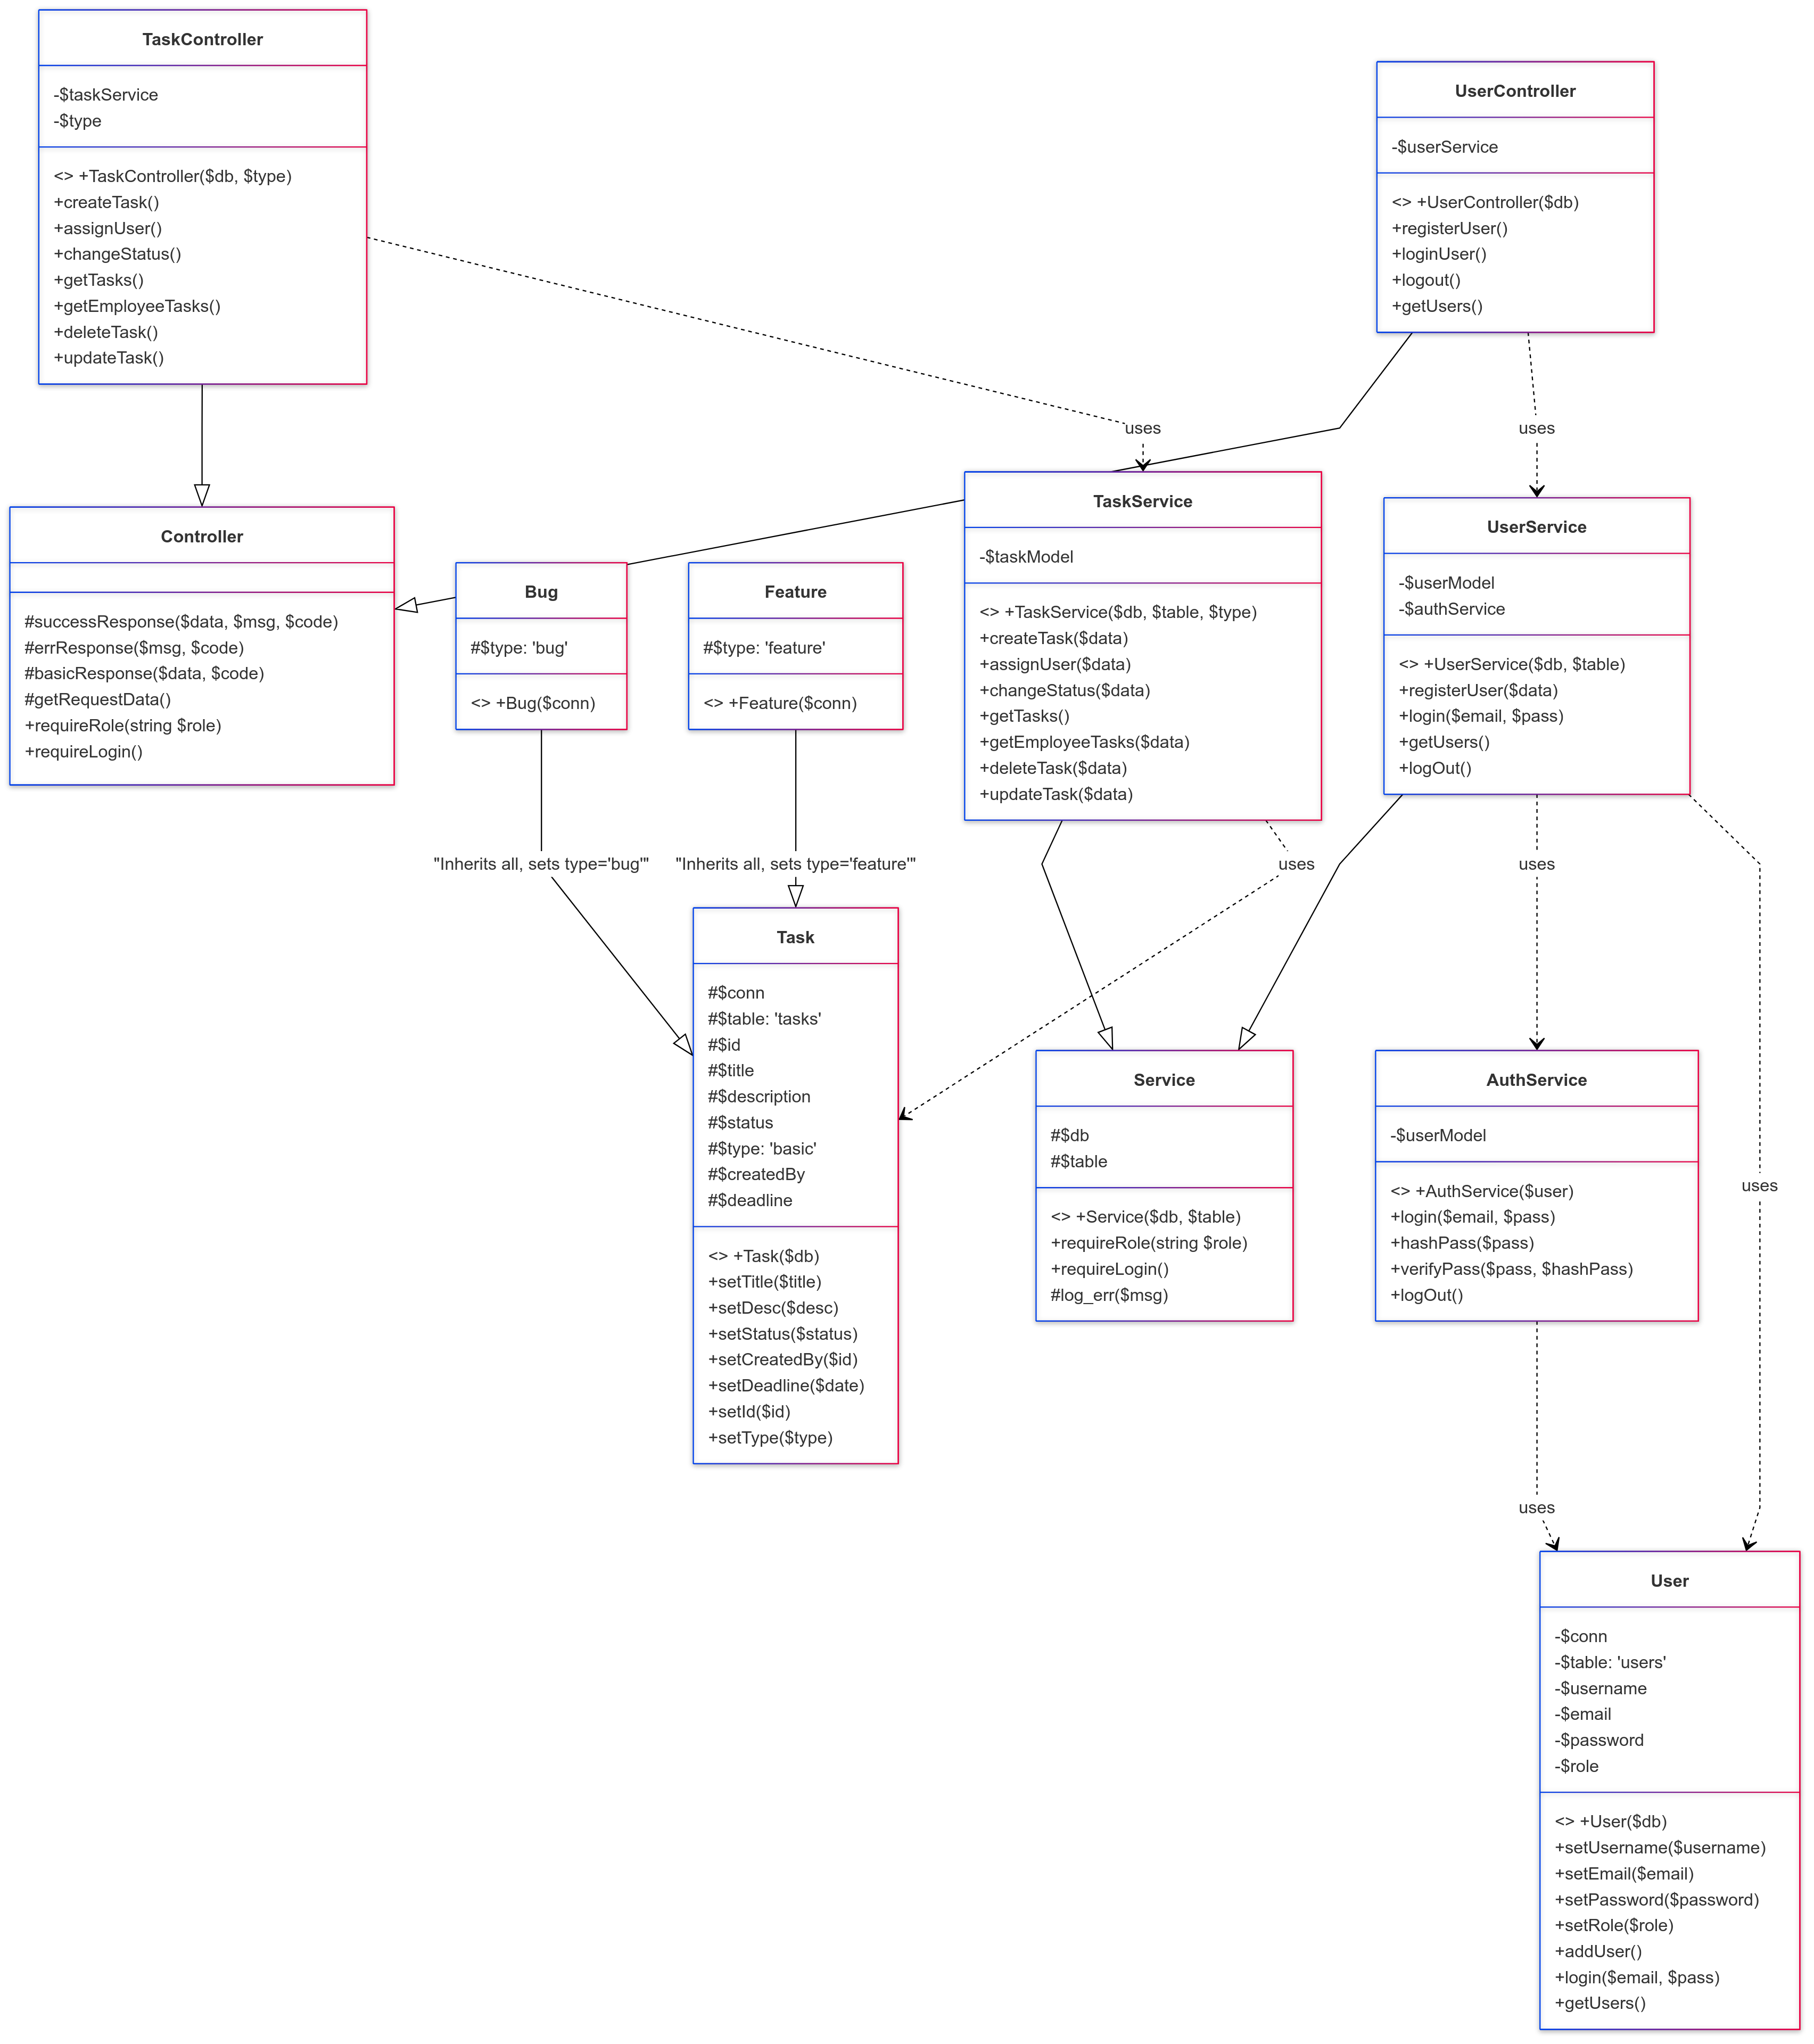 TaskController
-$taskService
-$type
<> +TaskController($db, $type)
+createTask()
+assignUser()
+changeStatus()
+getTasks()
+getEmployeeTasks()
+deleteTask()
+updateTask()
UserController
-$userService
<> +UserController($db)
+registerUser()
+loginUser()
+logout()
+getUsers()
uses
uses
Controller
#successResponse($data, $msg, $code)
#errResponse($msg, $code)
#basicResponse($data, $code)
#getRequestData()
+requireRole(string $role)
+requireLogin()
Bug
#$type: 'bug'
<> +Bug($conn)
Feature
#$type: 'feature'
<> +Feature($conn)
TaskService
-$taskModel
<> +TaskService($db, $table, $type)
+createTask($data)
+assignUser($data)
+changeStatus($data)
+getTasks()
+getEmployeeTasks($data)
+deleteTask($data)
+updateTask($data)
UserService
-$userModel
-$authService
<> +UserService($db, $table)
+registerUser($data)
+login($email, $pass)
+getUsers()
+logOut()
"Inherits all, sets type='bug'"
"Inherits all, sets type='feature'"
uses
uses
Task
#$conn
#$table: 'tasks'
#$id
#$title
#$description
#$status
#$type: 'basic'
#$createdBy
#$deadline
<> +Task($db)
+setTitle($title)
+setDesc($desc)
+setStatus($status)
+setCreatedBy($id)
+setDeadline($date)
+setId($id)
+setType($type)
Service
#$db
#$table
<> +Service($db, $table)
+requireRole(string $role)
+requireLogin()
#log_err($msg)
AuthService
-$userModel
<> +AuthService($user)
+login($email, $pass)
+hashPass($pass)
+verifyPass($pass, $hashPass)
+logOut()
uses
uses
User
-$conn
-$table: 'users'
-$username
-$email
-$password
-$role
<> +User($db)
+setUsername($username)
+setEmail($email)
+setPassword($password)
+setRole($role)
+addUser()
+login($email, $pass)
+getUsers()